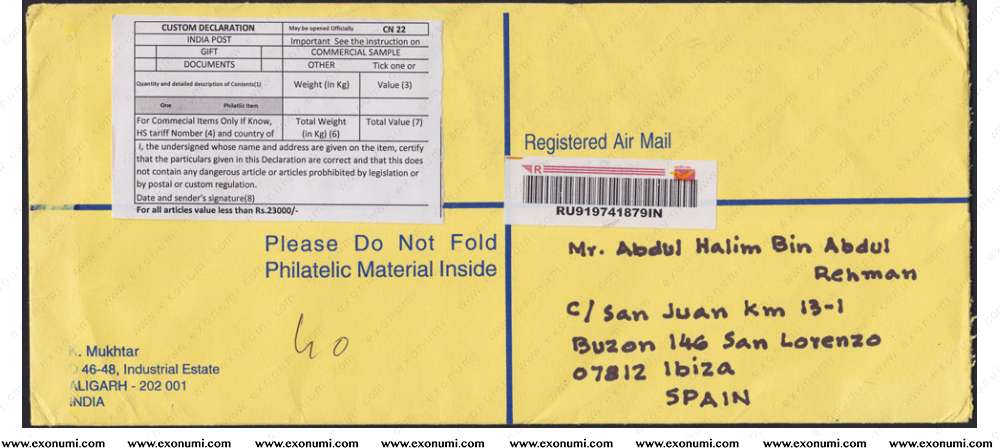 CUSTOM DECLARATION May be opened Officially CN 22
INDIA POST Important See the instruction on
GIFT COMMERCIAL SAMPLE
DOCUMENTS OTHER Tick one or
Quantity and detailed description of Contents(1) Weight (in Kg) Value (3)
One Philatlic Item
For Commecial Items Only If Know, Total Weight Total Value (7)
HS tariff Number (4) and country of (in Kg) (6)
I, the undersigned whose name and address are given on the item, certify
that the particulars given in this Declaration are correct and that this does
not contain any dangerous article or articles prohbibited by legislation or
by postal or custom regulation.
Date and sender's signature(8)
For all articles value less than Rs.23000/-
Registered Air Mail
R
RU919741879IN
Please Do Not Fold
Philatelic Material Inside
Mr. Abdul Halim Bin Abdul
Rehman
C/ San Juan Km 13-1
Buzon 146 San Lorenzo
07812 Ibiza
SPAIN
40
K. Mukhtar
46-48, Industrial Estate
ALIGARH - 202 001
INDIA
www.exonumi.com www.exonumi.com www.exonumi.com www.exonumi.com www.exonumi.com www.exonumi.com www.exonumi.com www.exonumi.com